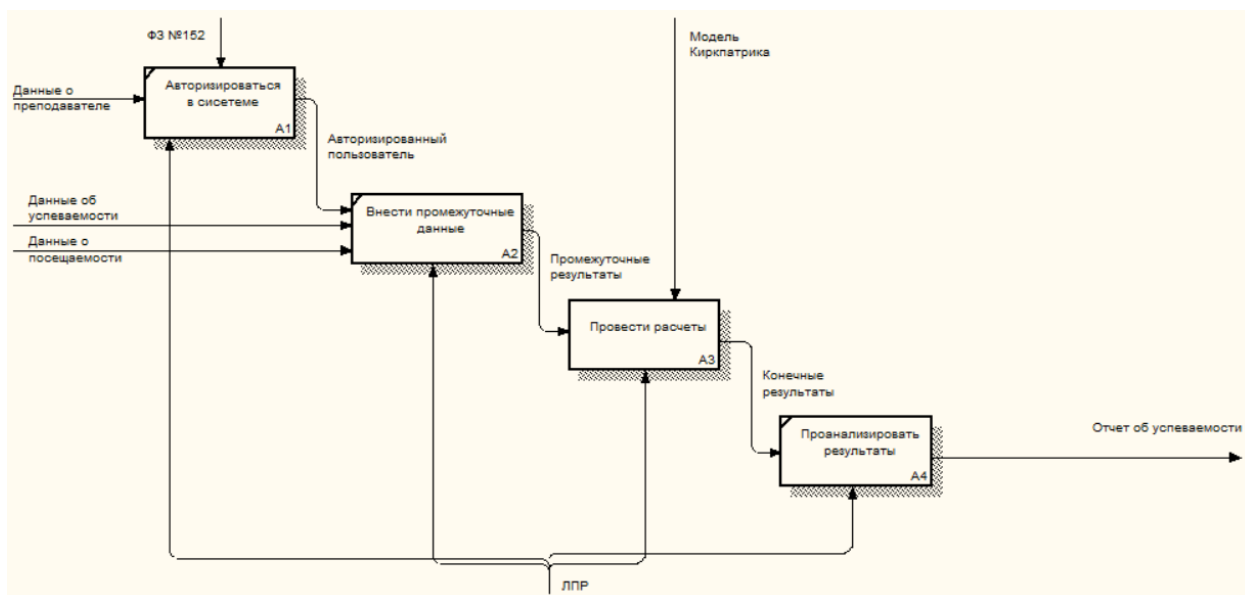 ФЗ №152
Модель
Киркпатрика
Данные о
преподавателе
Авторизироваться
в сисетеме
A1
Авторизированный
пользователь
Данные об
успеваемости
Данные о
посещаемости
Внести промежуточные
данные
A2
Промежуточные
результаты
Провести расчеты
A3
Конечные
результаты
Проанализировать
результаты
A4
Отчет об успеваемости
ЛПР